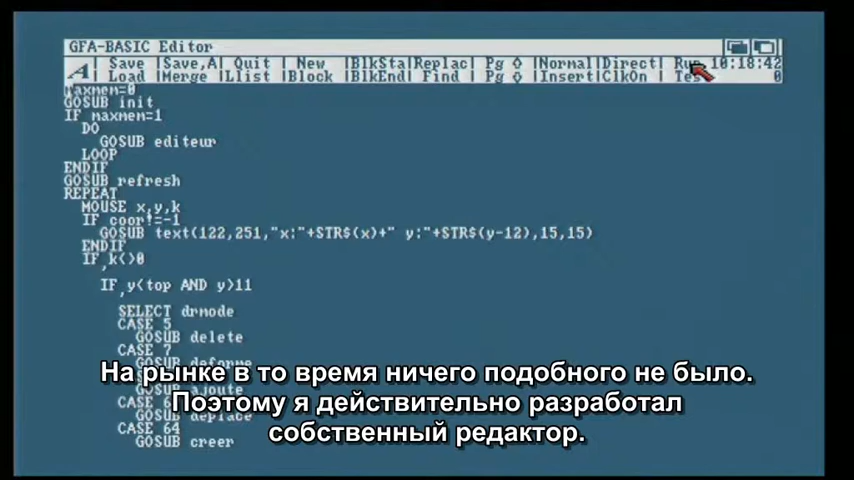 GFA-BASIC Editor
Save |Save,A| Quit | New |BlkSta|Replac| Pg ⇧ |Normal|Direct| Run 10:18:42
Load |Merge |Llist |Block |BlkEnd| Find | Pg ⇩ |Insert|ClkOn | Tes 0
maxmem=0
GOSUB init
IF maxmem=1
DO
GOSUB editeur
LOOP
ENDIF
GOSUB refresh
REPEAT
MOUSE x,y,k
IF coor!=-1
GOSUB text(122,251,"x:"+STR$(x)+" y:"+STR$(y-12),15,15)
ENDIF
IF k<>0
IF y<top AND y>11
SELECT drmode
CASE 5
GOSUB delete
CASE 7
GOSUB deforme
GOSUB ajoute
CASE 6
GOSUB deplace
CASE 64
GOSUB creer
На рынке в то время ничего подобного не было.
Поэтому я действительно разработал
собственный редактор.